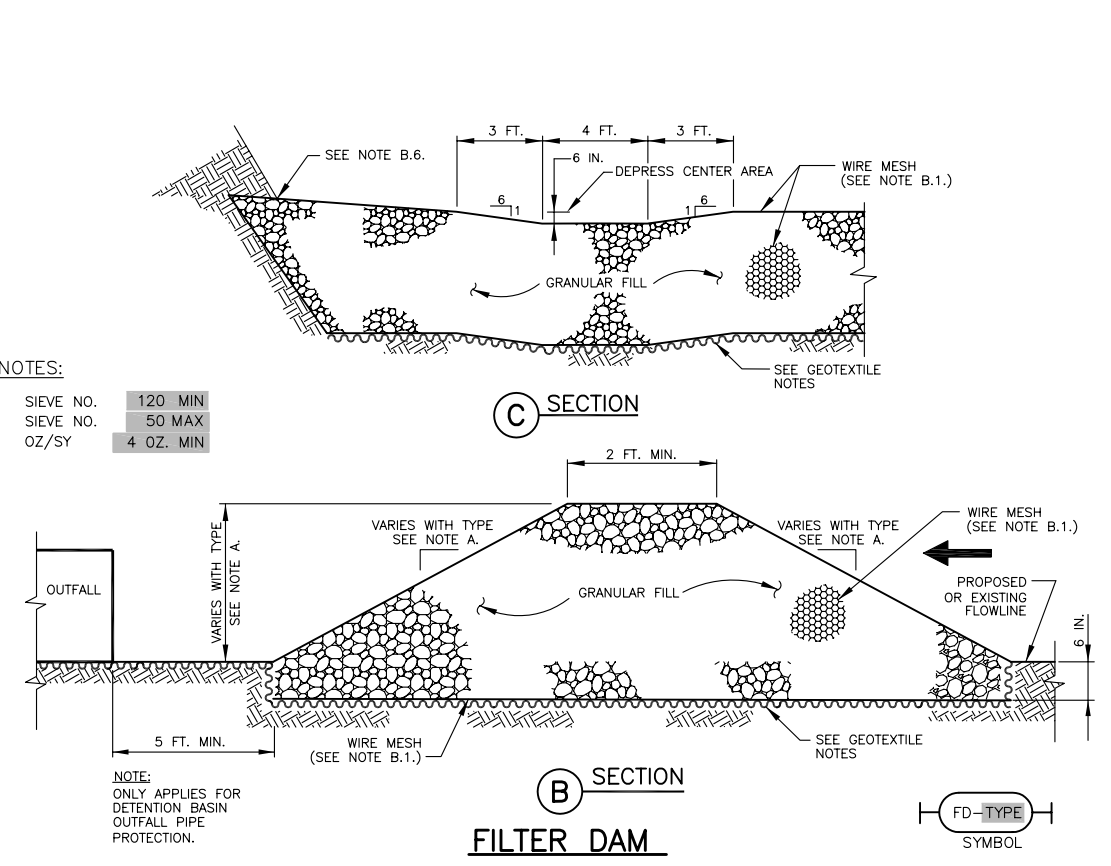 3 FT.
4 FT.
3 FT.
SEE NOTE B.6.
6 IN.
DEPRESS CENTER AREA
WIRE MESH
(SEE NOTE B.1.)
6
1
1
6
GRANULAR FILL
SEE GEOTEXTILE
NOTES
NOTES:
SIEVE NO. 120 MIN
SIEVE NO. 50 MAX
OZ/SY 4 OZ. MIN
C SECTION
2 FT. MIN.
VARIES WITH TYPE
SEE NOTE A.
VARIES WITH TYPE
SEE NOTE A.
VARIES WITH TYPE
SEE NOTE A.
WIRE MESH
(SEE NOTE B.1.)
OUTFALL
GRANULAR FILL
PROPOSED
OR EXISTING
FLOWLINE
6 IN.
5 FT. MIN.
WIRE MESH
(SEE NOTE B.1.)
SEE GEOTEXTILE
NOTES
NOTE:
ONLY APPLIES FOR
DETENTION BASIN
OUTFALL PIPE
PROTECTION.
B SECTION
FILTER DAM
FD-TYPE
SYMBOL